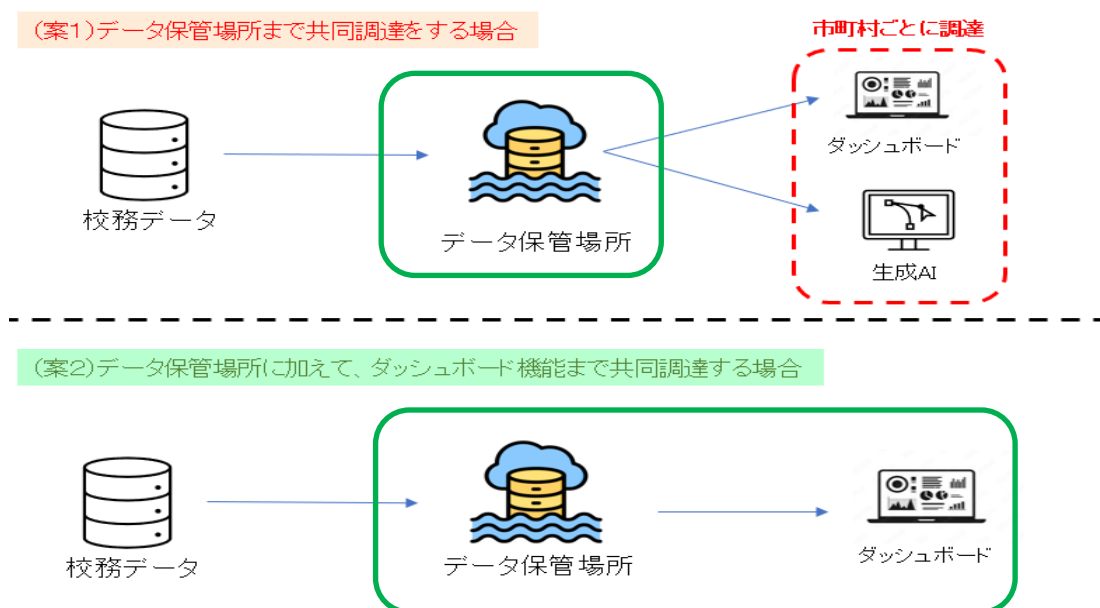 （案1）データ保管場所まで共同調達をする場合
市町村ごとに調達
ダッシュボード
校務データ
データ保管場所
生成AI
（案2）データ保管場所に加えて、ダッシュボード機能まで共同調達する場合
校務データ
データ保管場所
ダッシュボード